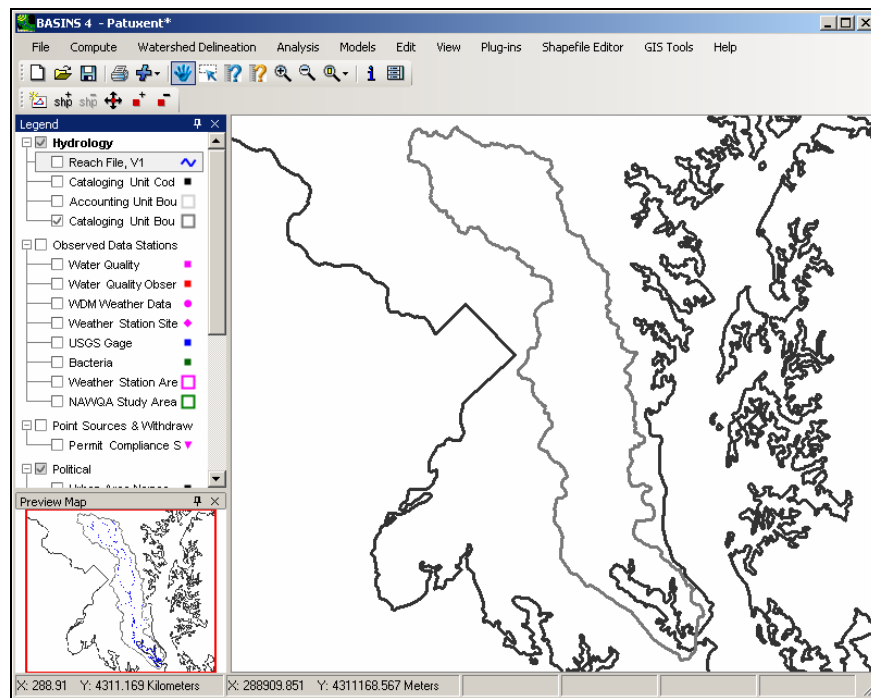 BASINS 4 - Patuxent*
File Compute Watershed Delineation Analysis Models Edit View Plug-ins Shapefile Editor GIS Tools Help
shp shp
Legend
Hydrology
Reach File, V1
Cataloging Unit Cod
Accounting Unit Bou
Cataloging Unit Bou
Observed Data Stations
Water Quality
Water Quality Obser
WDM Weather Data
Weather Station Site
USGS Gage
Bacteria
Weather Station Are
NAWQA Study Area
Point Sources & Withdraw
Permit Compliance S
Political
Preview Map
X: 288.91 Y: 4311.169 Kilometers X: 288909.851 Y: 4311168.567 Meters